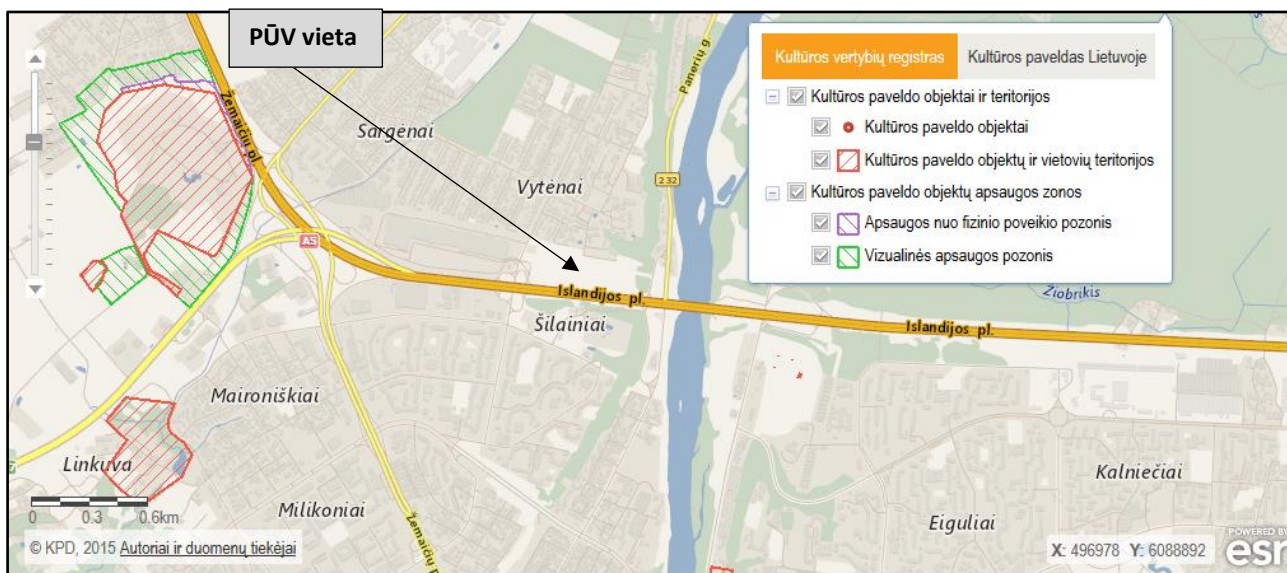 PŪV vieta
Kultūros vertybių registras
Kultūros paveldas Lietuvoje
Kultūros paveldo objektai ir teritorijos
Kultūros paveldo objektai
Kultūros paveldo objektų ir vietovių teritorijos
Kultūros paveldo objektų apsaugos zonos
Apsaugos nuo fizinio poveikio pozonis
Vizualinės apsaugos pozonis
Žemaičių pl.
Sargėnai
Panerių g
232
Vytėnai
A5
Islandijos pl.
Žiobrikis
Šilainiai
Islandijos pl.
Maironiškiai
Linkuva
Kalniečiai
Milikoniai
Eiguliai
0 0.3 0.6km
© KPD, 2015 Autoriai ir duomenų tiekėjai
X: 496978 Y: 6088892
POWERED BY
esri